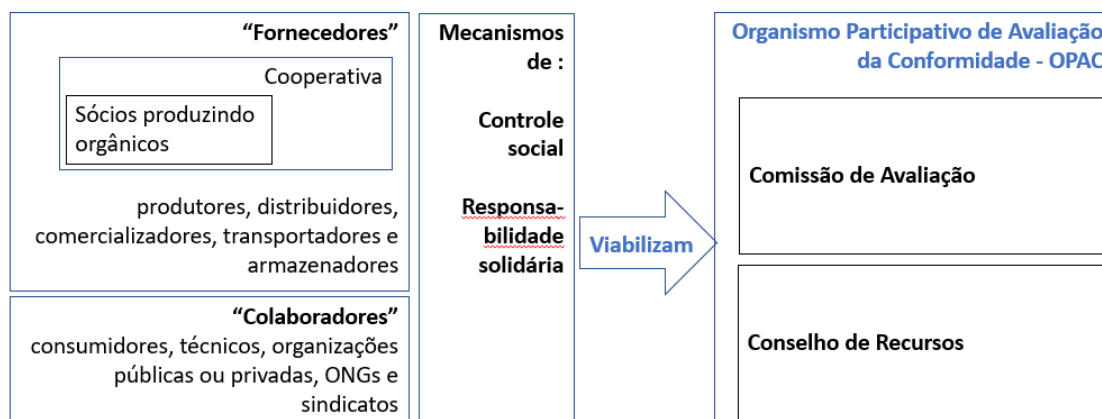 “Fornecedores”
Cooperativa
Sócios produzindo
orgânicos
produtores, distribuidores,
comercializadores, transportadores e
armazenadores
“Colaboradores”
consumidores, técnicos, organizações
públicas ou privadas, ONGs e
sindicatos
Mecanismos
de :
Controle
social
Responsa-
bilidade
solidária
Viabilizam
Organismo Participativo de Avaliação
da Conformidade - OPAC
Comissão de Avaliação
Conselho de Recursos